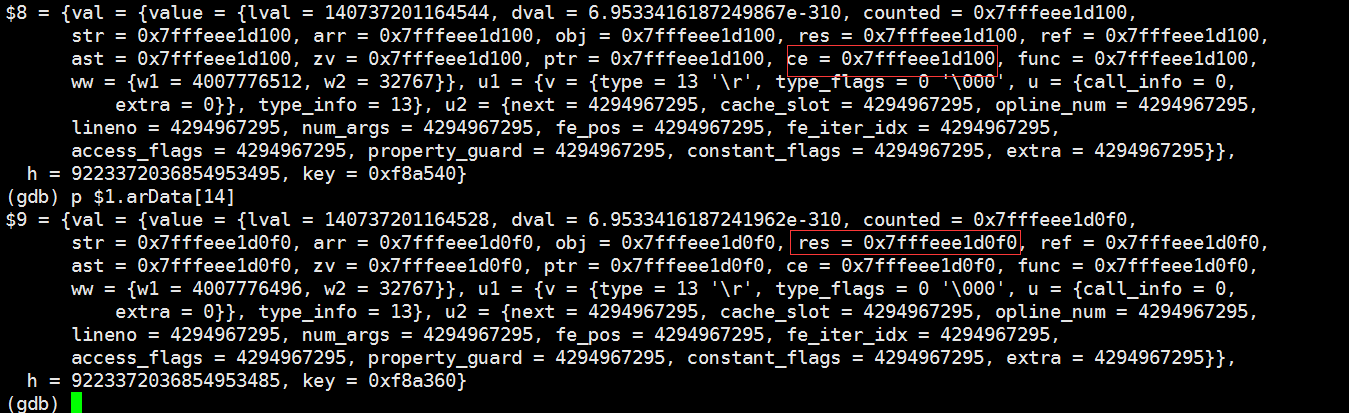 $8 = {val = {value = {lval = 140737201164544, dval = 6.9533416187249867e-310, counted = 0x7fffeee1d100,
str = 0x7fffeee1d100, arr = 0x7fffeee1d100, obj = 0x7fffeee1d100, res = 0x7fffeee1d100, ref = 0x7fffeee1d100,
ast = 0x7fffeee1d100, zv = 0x7fffeee1d100, ptr = 0x7fffeee1d100, ce = 0x7fffeee1d100, func = 0x7fffeee1d100,
ww = {w1 = 4007776512, w2 = 32767}}, u1 = {v = {type = 13 '\r', type_flags = 0 '\000', u = {call_info = 0,
extra = 0}}, type_info = 13}, u2 = {next = 4294967295, cache_slot = 4294967295, opline_num = 4294967295,
lineno = 4294967295, num_args = 4294967295, fe_pos = 4294967295, fe_iter_idx = 4294967295,
access_flags = 4294967295, property_guard = 4294967295, constant_flags = 4294967295, extra = 4294967295}},
h = 9223372036854953495, key = 0xf8a540}
(gdb) p $1.arData[14]
$9 = {val = {value = {lval = 140737201164528, dval = 6.9533416187241962e-310, counted = 0x7fffeee1d0f0,
str = 0x7fffeee1d0f0, arr = 0x7fffeee1d0f0, obj = 0x7fffeee1d0f0, res = 0x7fffeee1d0f0, ref = 0x7fffeee1d0f0,
ast = 0x7fffeee1d0f0, zv = 0x7fffeee1d0f0, ptr = 0x7fffeee1d0f0, ce = 0x7fffeee1d0f0, func = 0x7fffeee1d0f0,
ww = {w1 = 4007776496, w2 = 32767}}, u1 = {v = {type = 13 '\r', type_flags = 0 '\000', u = {call_info = 0,
extra = 0}}, type_info = 13}, u2 = {next = 4294967295, cache_slot = 4294967295, opline_num = 4294967295,
lineno = 4294967295, num_args = 4294967295, fe_pos = 4294967295, fe_iter_idx = 4294967295,
access_flags = 4294967295, property_guard = 4294967295, constant_flags = 4294967295, extra = 4294967295}},
h = 9223372036854953485, key = 0xf8a360}
(gdb)